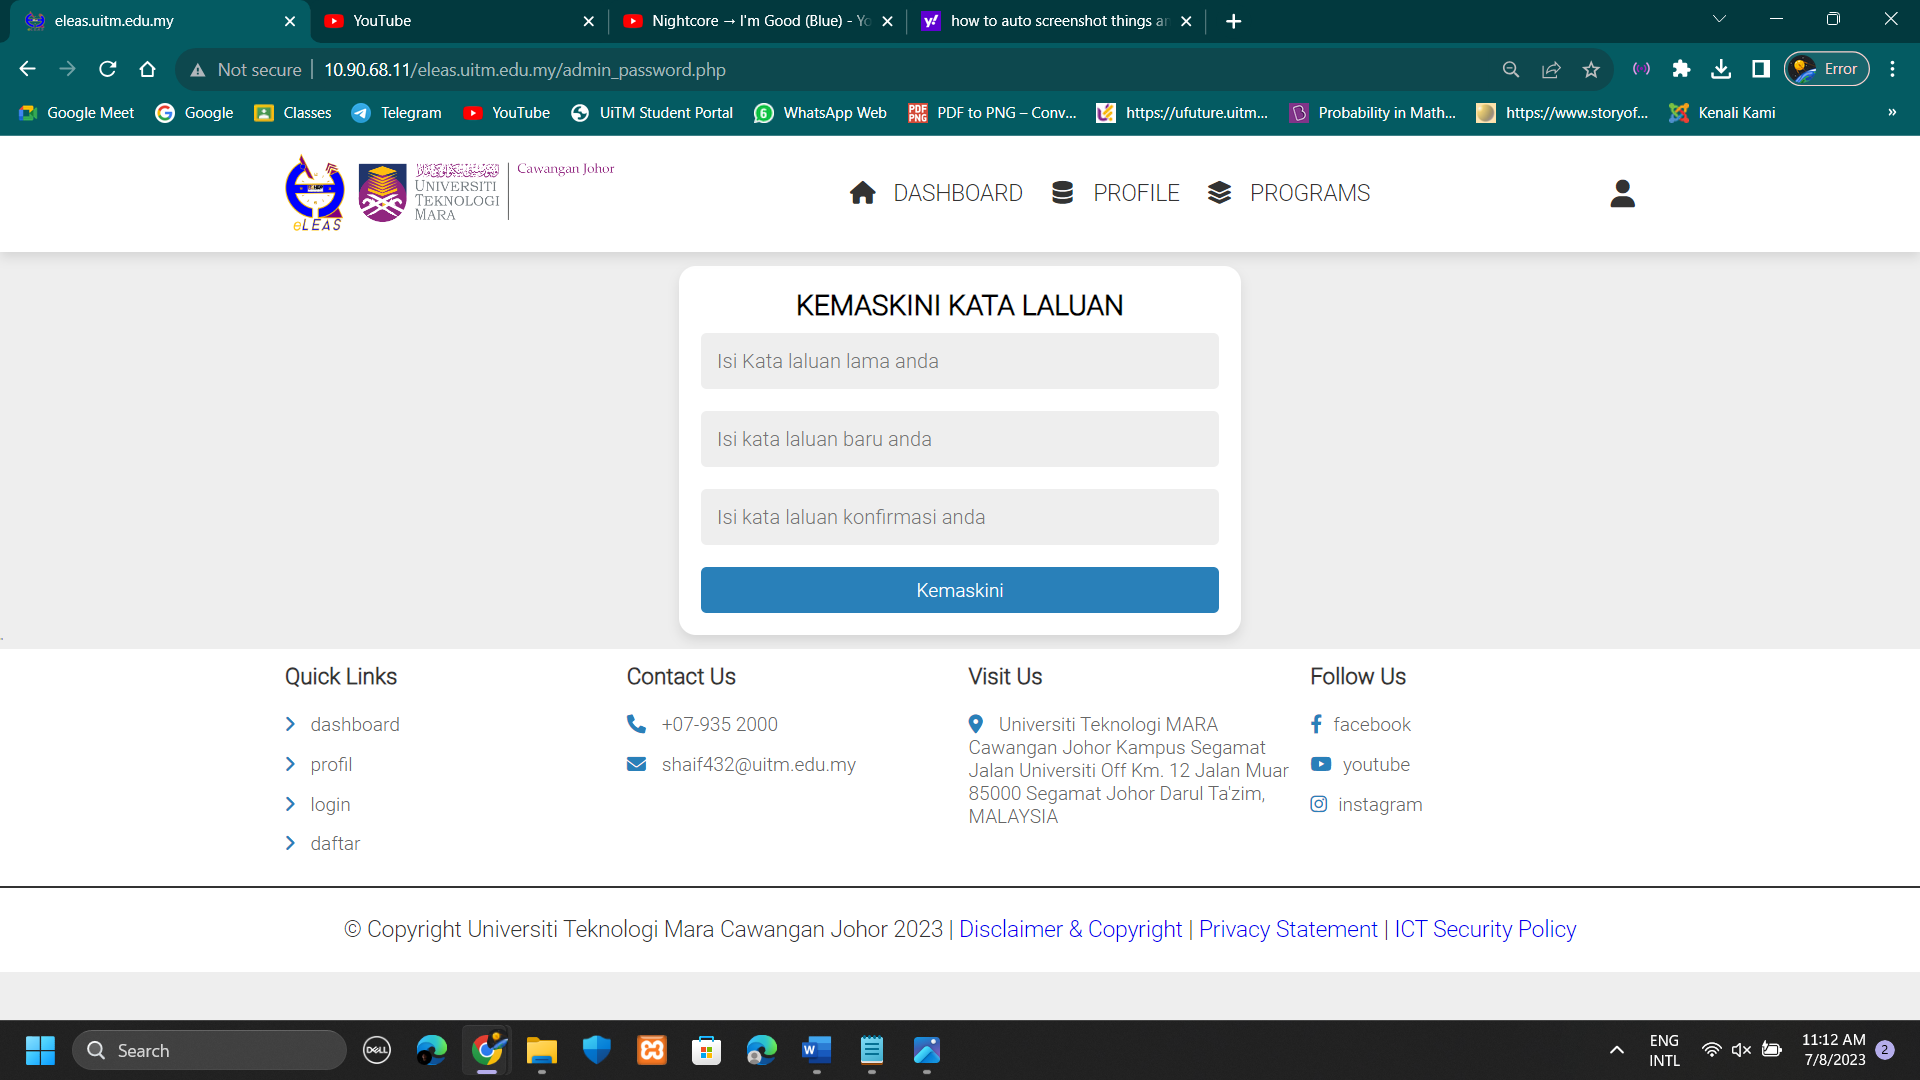 eleas.uitm.edu.my
YouTube
Nightcore → I'm Good (Blue) - Yo
how to auto screenshot things an
Not secure
10.90.68.11/eleas.uitm.edu.my/admin_password.php
Error
Google Meet
Google
Classes
Telegram
YouTube
UiTM Student Portal
WhatsApp Web
PDF to PNG – Conv...
https://ufuture.uitm...
Probability in Math...
https://www.storyof...
Kenali Kami
»
eLEAS
UNIVERSITI
TEKNOLOGI
MARA
Cawangan Johor
DASHBOARD
PROFILE
PROGRAMS
KEMASKINI KATA LALUAN
Isi Kata laluan lama anda
Isi kata laluan baru anda
Isi kata laluan konfirmasi anda
Kemaskini
Quick Links
dashboard
profil
login
daftar
Contact Us
+07-935 2000
shaif432@uitm.edu.my
Visit Us
Universiti Teknologi MARA
Cawangan Johor Kampus Segamat
Jalan Universiti Off Km. 12 Jalan Muar
85000 Segamat Johor Darul Ta'zim,
MALAYSIA
Follow Us
facebook
youtube
instagram
© Copyright Universiti Teknologi Mara Cawangan Johor 2023 | Disclaimer & Copyright | Privacy Statement | ICT Security Policy
Search
DELL
ENG
INTL
11:12 AM
7/8/2023
2